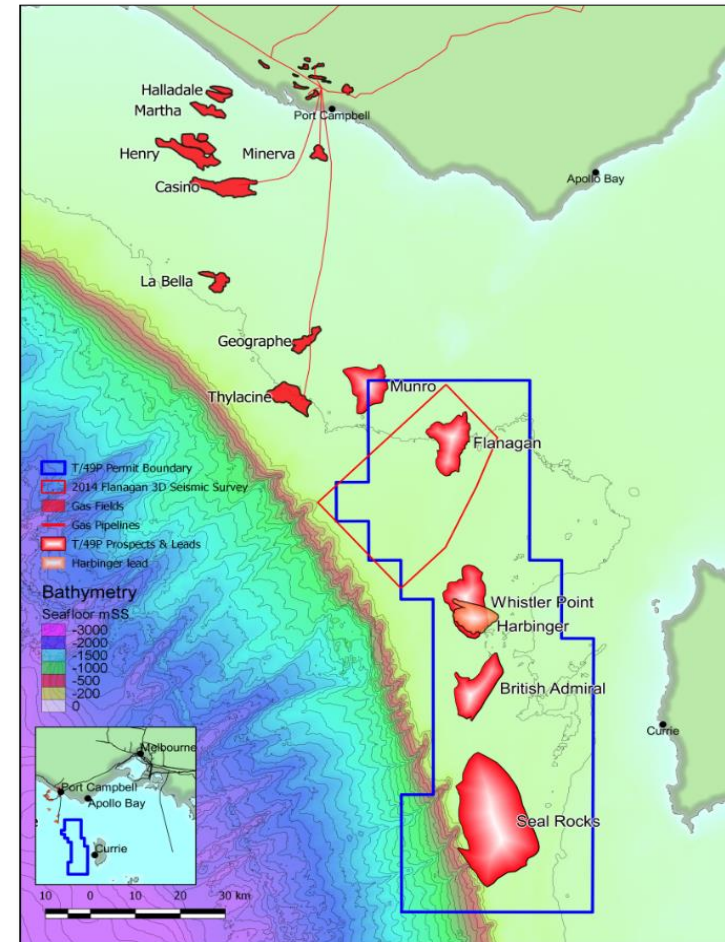 Halladale
Martha
Port Campbell
Henry
Minerva
Casino
Apollo Bay
La Bella
Geographe
Thylacine
Munro
Flanagan
T/49P Permit Boundary
2014 Flanagan 3D Seismic Survey
Gas Fields
Gas Pipelines
T/49P Prospects & Leads
Harbinger lead
Bathymetry
Seafloor mSS
-3000
-2000
-1500
-1000
-500
-200
0
Whistler Point
Harbinger
British Admiral
Currie
Seal Rocks
Melbourne
Port Campbell
Apollo Bay
Currie
10 0 10 20 30 km